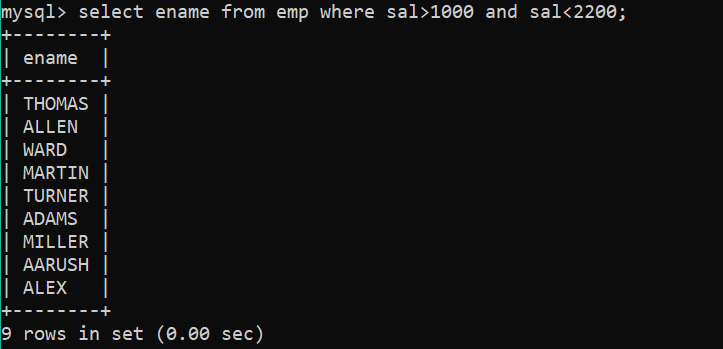 mysql> select ename from emp where sal>1000 and sal<2200;
+--------+
| ename  |
+--------+
| THOMAS |
| ALLEN  |
| WARD   |
| MARTIN |
| TURNER |
| ADAMS  |
| MILLER |
| AARUSH |
| ALEX   |
+--------+
9 rows in set (0.00 sec)